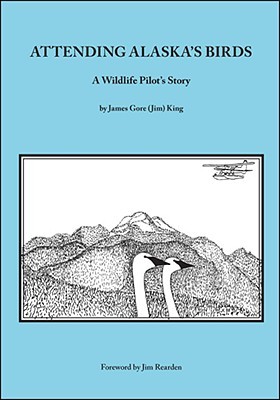 ATTENDING ALASKA'S BIRDS
A Wildlife Pilot's Story
by James Gore (Jim) King
Foreword by Jim Rearden